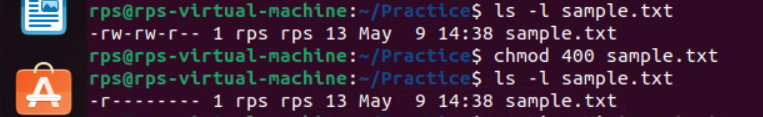 rps@rps-virtual-machine:~/Practice$ ls -l sample.txt
-rw-rw-r-- 1 rps rps 13 May  9 14:38 sample.txt
rps@rps-virtual-machine:~/Practice$ chmod 400 sample.txt
rps@rps-virtual-machine:~/Practice$ ls -l sample.txt
-r-------- 1 rps rps 13 May  9 14:38 sample.txt